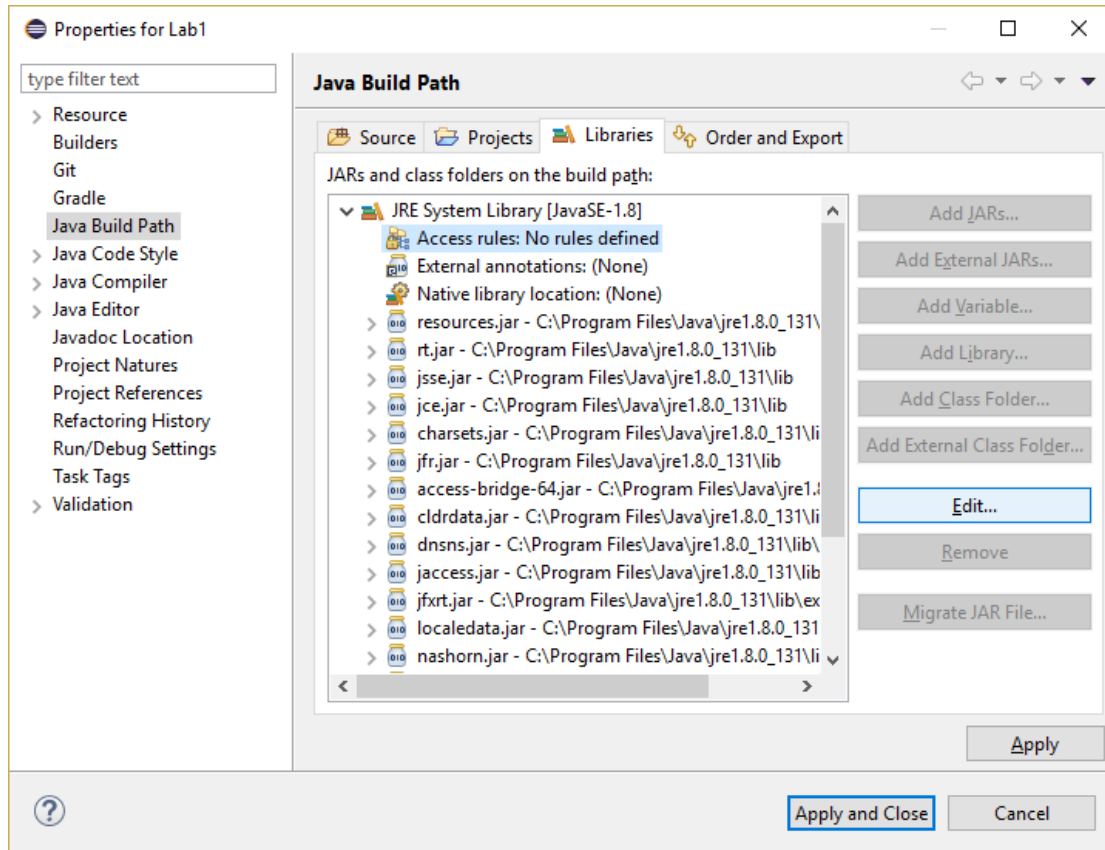 Properties for Lab1
type filter text
Resource
Builders
Git
Gradle
Java Build Path
Java Code Style
Java Compiler
Java Editor
Javadoc Location
Project Natures
Project References
Refactoring History
Run/Debug Settings
Task Tags
Validation
Java Build Path
Source Projects Libraries Order and Export
JARs and class folders on the build path:
JRE System Library [JavaSE-1.8]
Access rules: No rules defined
External annotations: (None)
Native library location: (None)
resources.jar - C:\Program Files\Java\jre1.8.0_131\
rt.jar - C:\Program Files\Java\jre1.8.0_131\lib
jsse.jar - C:\Program Files\Java\jre1.8.0_131\lib
jce.jar - C:\Program Files\Java\jre1.8.0_131\lib
charsets.jar - C:\Program Files\Java\jre1.8.0_131\li
jfr.jar - C:\Program Files\Java\jre1.8.0_131\lib
access-bridge-64.jar - C:\Program Files\Java\jre1.8
cldrdata.jar - C:\Program Files\Java\jre1.8.0_131\li
dnsns.jar - C:\Program Files\Java\jre1.8.0_131\lib\
jaccess.jar - C:\Program Files\Java\jre1.8.0_131\lib
jfxrt.jar - C:\Program Files\Java\jre1.8.0_131\lib\ex
localedata.jar - C:\Program Files\Java\jre1.8.0_131
nashorn.jar - C:\Program Files\Java\jre1.8.0_131\li
Add JARs...
Add External JARs...
Add Variable...
Add Library...
Add Class Folder...
Add External Class Folder...
Edit...
Remove
Migrate JAR File...
Apply
?
Apply and Close
Cancel